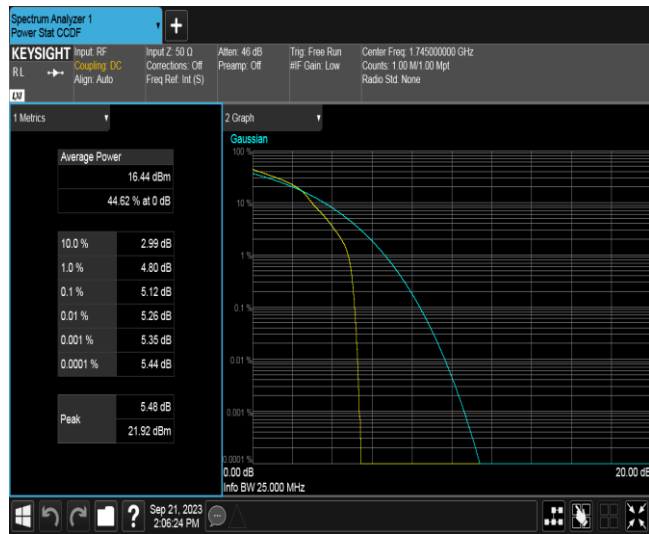 Spectrum Analyzer 1
Power Stat CCDF
+
KEYSIGHT
RL
LXI
Input: RF
Coupling: DC
Align: Auto
Input Z: 50 Ω
Corrections: Off
Freq Ref: Int (S)
Atten: 46 dB
Preamp: Off
Trig: Free Run
#IF Gain: Low
Center Freq: 1.745000000 GHz
Counts: 1.00 M/1.00 Mpt
Radio Std: None
1 Metrics
Average Power
16.44 dBm
44.62 % at 0 dB
10.0 % 2.99 dB
1.0 % 4.80 dB
0.1 % 5.12 dB
0.01 % 5.26 dB
0.001 % 5.35 dB
0.0001 % 5.44 dB
Peak
5.48 dB
21.92 dBm
2 Graph
Gaussian
100 %
10 %
1 %
0.1 %
0.01 %
0.001 %
0.0001 %
0.00 dB 20.00 dB
Info BW 25.000 MHz
?
Sep 21, 2023
2:06:24 PM